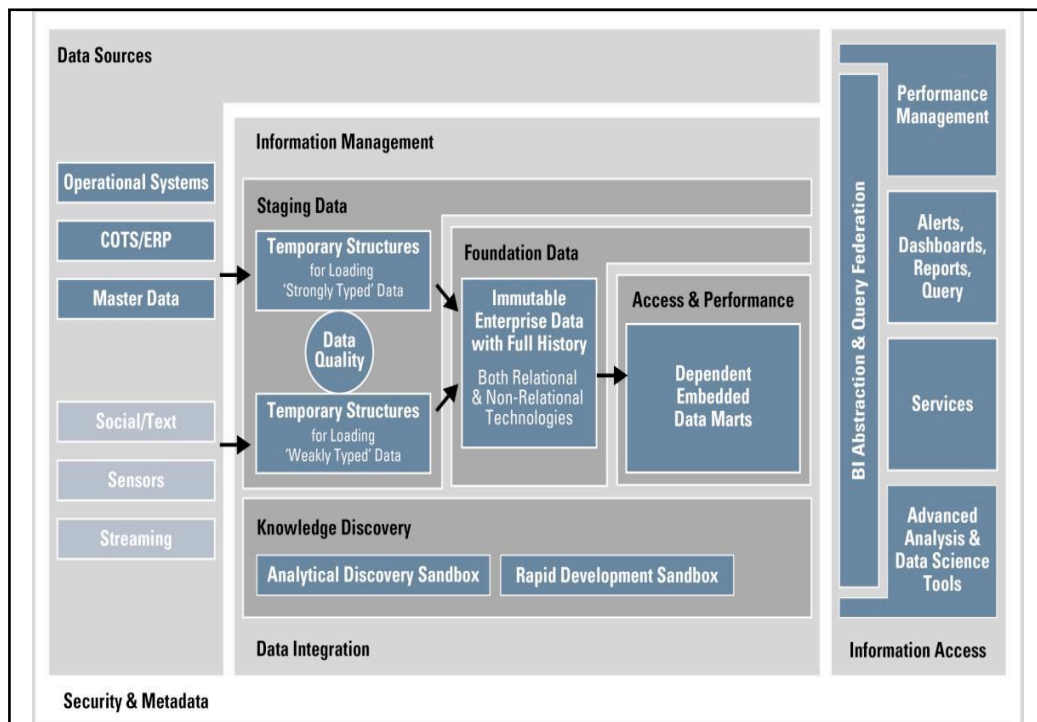 Data Sources
Operational Systems
COTS/ERP
Master Data
Social/Text
Sensors
Streaming
Information Management
Staging Data
Temporary Structures
for Loading
'Strongly Typed' Data
Data
Quality
Temporary Structures
for Loading
'Weakly Typed' Data
Foundation Data
Immutable
Enterprise Data
with Full History
Both Relational
& Non-Relational
Technologies
Access & Performance
Dependent
Embedded
Data Marts
Knowledge Discovery
Analytical Discovery Sandbox
Rapid Development Sandbox
Data Integration
BI Abstraction & Query Federation
Performance
Management
Alerts,
Dashboards,
Reports,
Query
Services
Advanced
Analysis &
Data Science
Tools
Information Access
Security & Metadata